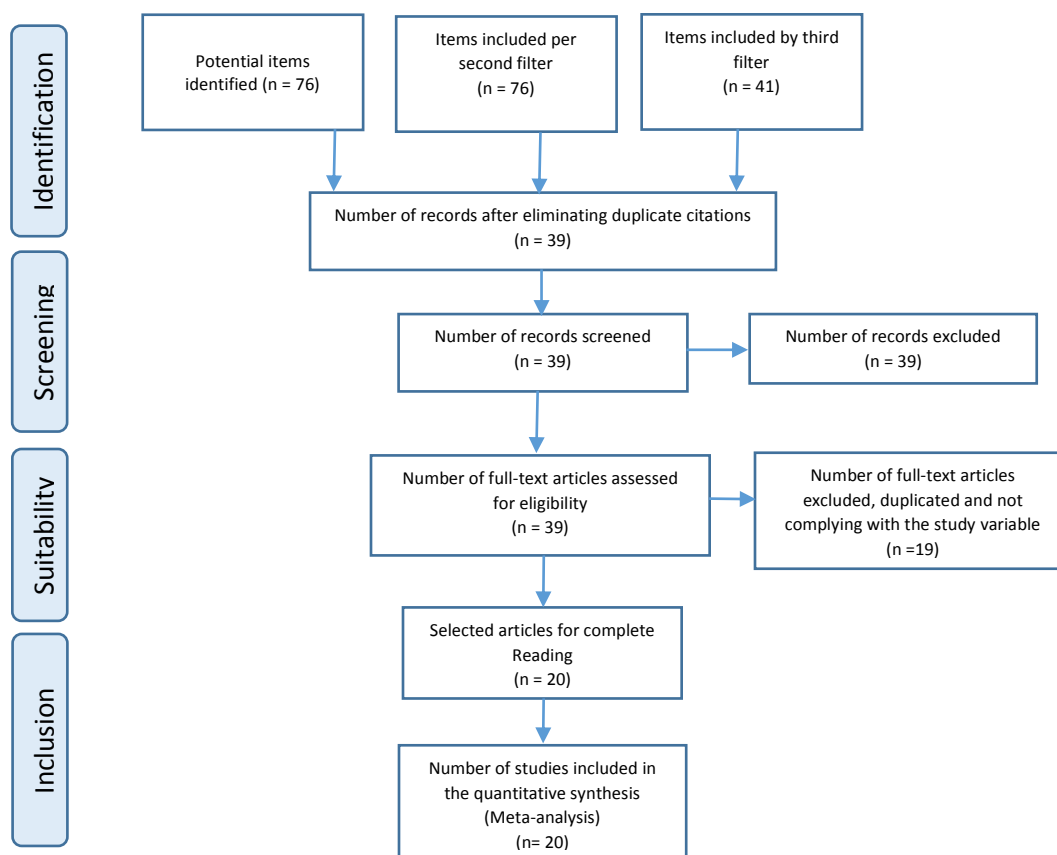 Identification
Potential items
identified (n = 76)
Items included per
second filter
(n = 76)
Items included by third
filter
(n = 41)
Number of records after eliminating duplicate citations
(n = 39)
Screening
Number of records screened
(n = 39)
Number of records excluded
(n = 39)
Suitability
Number of full-text articles assessed
for eligibility
(n = 39)
Number of full-text articles
excluded, duplicated and not
complying with the study variable
(n =19)
Inclusion
Selected articles for complete
Reading
(n = 20)
Number of studies included in
the quantitative synthesis
(Meta-analysis)
(n= 20)